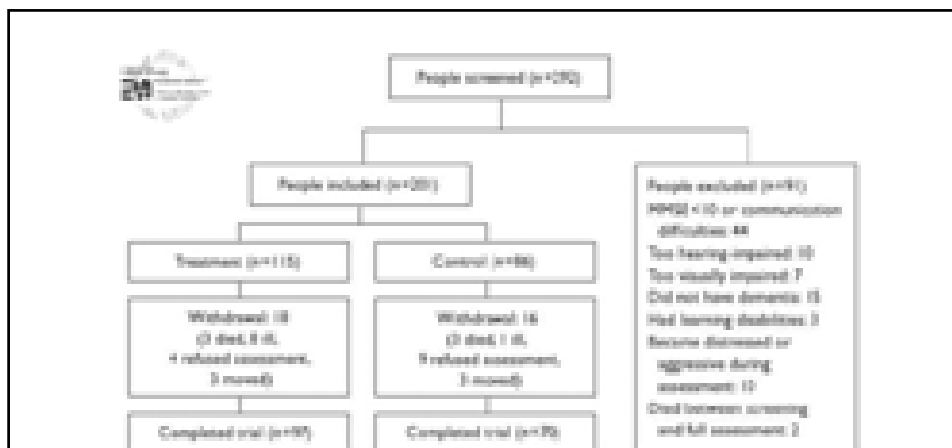 People screened (n=292)
People included (n=201)
People excluded (n=91)
MMSE <10 or communication
difficulties: 44
Too hearing-impaired: 10
Too visually impaired: 7
Did not have dementia: 15
Had learning disabilities: 3
Became distressed or
aggressive during
assessment:
Died between screening
and full assessment: 2
Treatment (n=115)
Withdrawal: 18
(3 died, 8 ill,
4 refused assessment,
3 moved)
Completed trial (n=97)
Control (n=86)
Withdrawal: 16
(3 died, 1 ill,
9 refused assessment,
3 moved)
Completed trial (n=70)